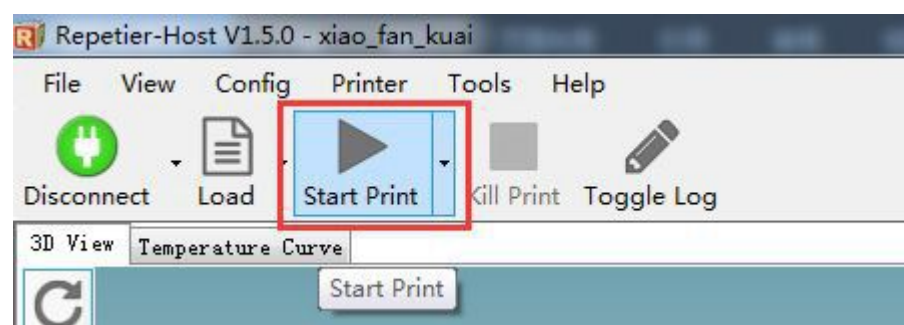 Repetier-Host V1.5.0 - xiao_fan_kuai
File View Config Printer Tools Help
Disconnect Load Start Print Kill Print Toggle Log
3D View Temperature Curve
Start Print